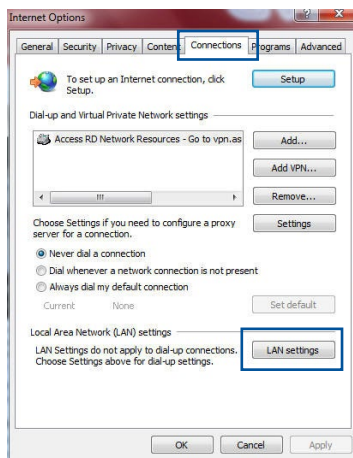 Internet Options
General Security Privacy Content Connections Programs Advanced
To set up an Internet connection, click Setup.
Setup
Dial-up and Virtual Private Network settings
Access RD Network Resources - Go to vpn.as
Add...
Add VPN...
Remove...
Choose Settings if you need to configure a proxy
server for a connection.
Settings
Never dial a connection
Dial whenever a network connection is not present
Always dial my default connection
Current None
Set default
Local Area Network (LAN) settings
LAN Settings do not apply to dial-up connections.
Choose Settings above for dial-up settings.
LAN settings
OK Cancel Apply